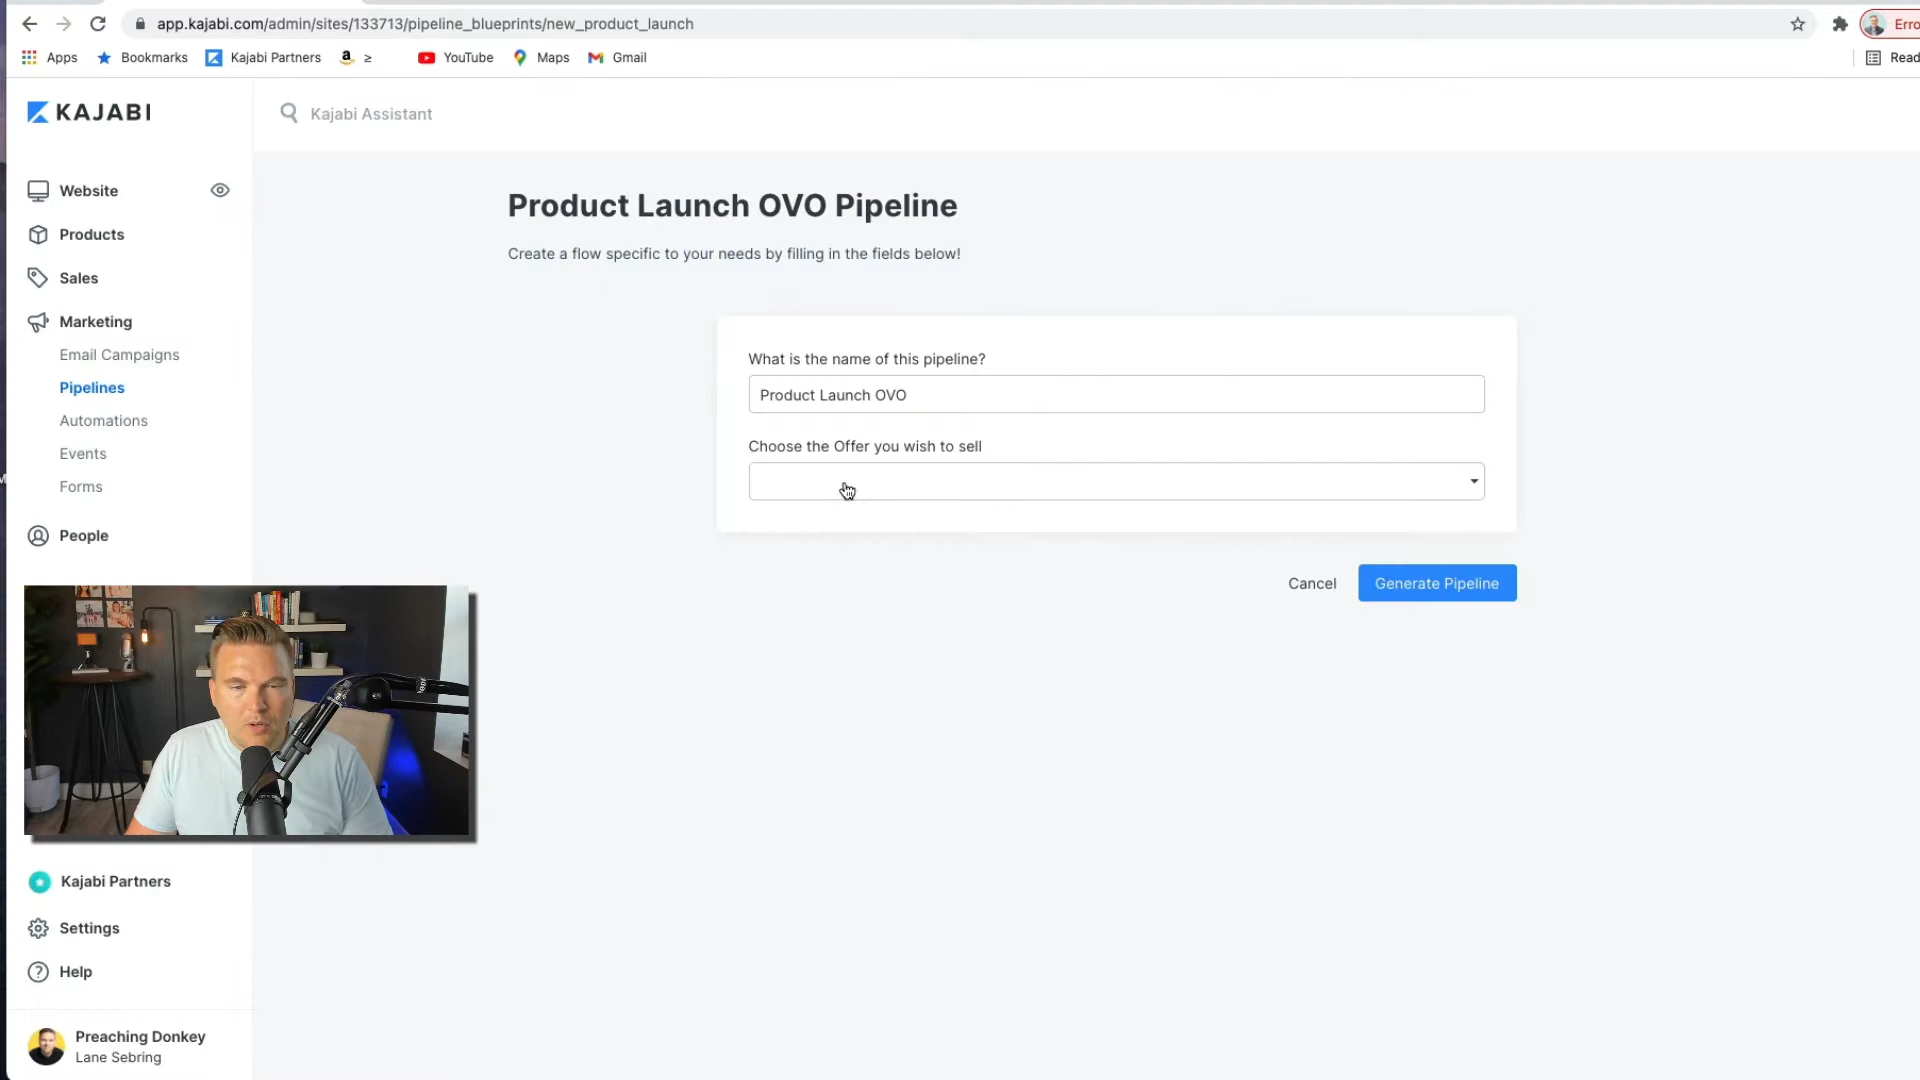 app.kajabi.com/admin/sites/133713/pipeline_blueprints/new_product_launch
Erro
Apps
Bookmarks
Kajabi Partners
≥
YouTube
Maps
Gmail
Read
KAJABI
Kajabi Assistant
Website
Products
Sales
Marketing
Email Campaigns
Pipelines
Automations
Events
Forms
People
Product Launch OVO Pipeline
Create a flow specific to your needs by filling in the fields below!
What is the name of this pipeline?
Product Launch OVO
Choose the Offer you wish to sell
Cancel
Generate Pipeline
Kajabi Partners
Settings
Help
Preaching Donkey
Lane Sebring